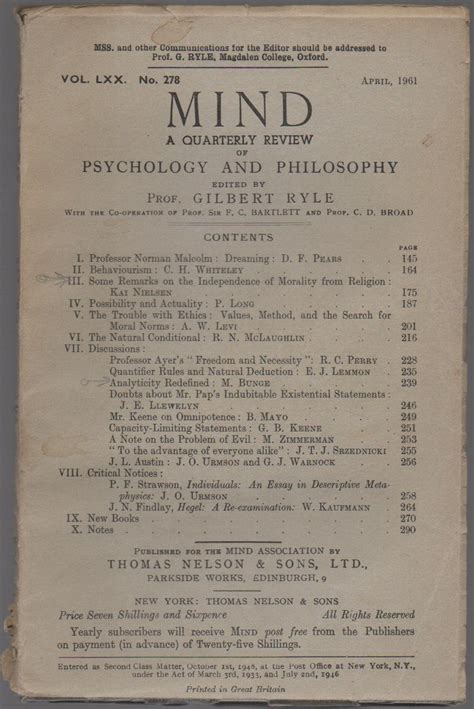 MSS. and other Communications for the Editor should be addressed to
Prof. G. RYLE, Magdalen College, Oxford.
VOL. LXX. No. 278 APRIL, 1961
MIND
A QUARTERLY REVIEW
OF
PSYCHOLOGY AND PHILOSOPHY
EDITED BY
PROF. GILBERT RYLE
WITH THE CO-OPERATION OF PROF. SIR F. C. BARTLETT AND PROF. C. D. BROAD
CONTENTS
PAGE
I. Professor Norman Malcolm : Dreaming : D. F. PEARS 145
II. Behaviourism : C. H. WHITELEY 164
III. Some Remarks on the Independence of Morality from Religion :
KAI NIELSEN 175
IV. Possibility and Actuality : P. LONG 187
V. The Trouble with Ethics : Values, Method, and the Search for
Moral Norms : A. W. LEVI 201
VI. The Natural Conditional : R. N. MCLAUGHLIN 216
VII. Discussions :
Professor Ayer's " Freedom and Necessity " : R. C. PERRY 228
Quantifier Rules and Natural Deduction : E. J. LEMMON 235
Analyticity Redefined : M. BUNGE 239
Doubts about Mr. Pap's Indubitable Existential Statements :
J. E. LLEWELYN 246
Mr. Keene on Omnipotence : B. MAYO 249
Capacity-Limiting Statements : G. B. KEENE 251
A Note on the Problem of Evil : M. ZIMMERMAN 253
" To the advantage of everyone alike " : J. T. J. SRZEDNICKI 255
J. L. Austin : J. O. URMSON and G. J. WARNOCK 256
VIII. Critical Notices :
P. F. Strawson, Individuals: An Essay in Descriptive Meta-
physics: J. O. URMSON 258
J. N. Findlay, Hegel: A Re-examination: W. KAUFMANN 264
IX. New Books 270
X. Notes 290
PUBLISHED FOR THE MIND ASSOCIATION BY
THOMAS NELSON & SONS, LTD.,
PARKSIDE WORKS, EDINBURGH, 9
NEW YORK: THOMAS NELSON & SONS
Price Seven Shillings and Sixpence All Rights Reserved
Yearly subscribers will receive MIND post free from the Publishers
on payment (in advance) of Twenty-five Shillings.
Entered as Second Class Matter, October 1st, 1946, at the Post Office at New York, N.Y.,
under the Act of March 3rd, 1933, and July 2nd, 1946
Printed in Great Britain